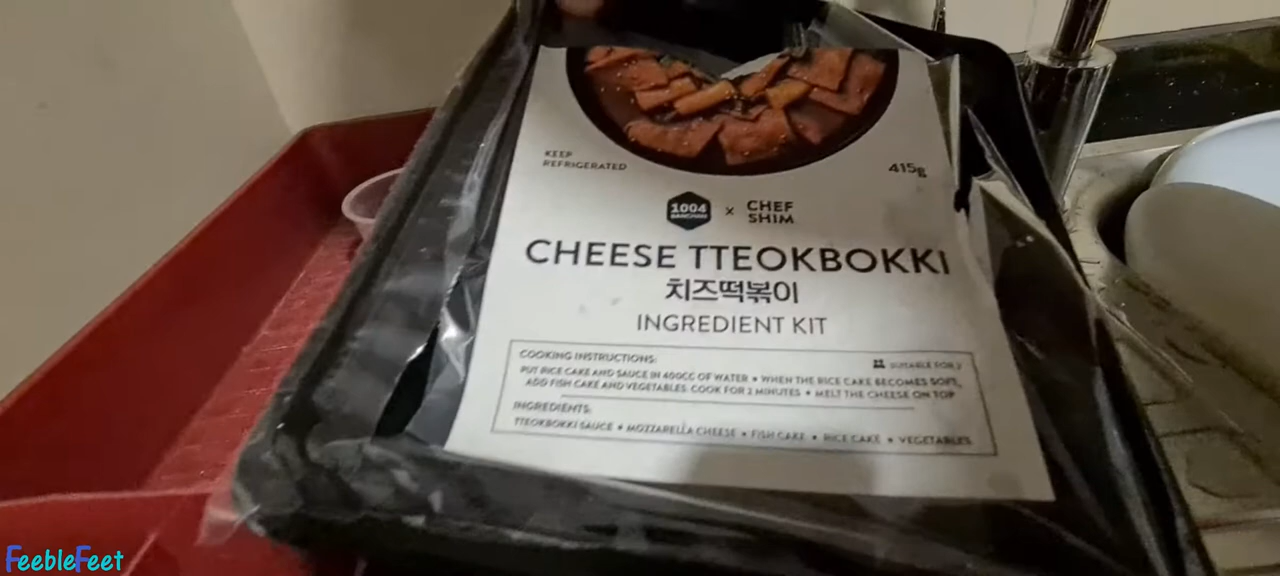 KEEP
REFRIGERATED
415g
1004
x
CHEF
SHIM
CHEESE TTEOKBOKKI
치즈떡볶이
INGREDIENT KIT
COOKING INSTRUCTIONS:
SUITABLE FOR 2
PUT RICE CAKE AND SAUCE IN 400CC OF WATER • WHEN THE RICE CAKE BECOMES SOFT,
ADD FISH CAKE AND VEGETABLES. COOK FOR 2 MINUTES • MELT THE CHEESE ON TOP
INGREDIENTS:
TTEOKBOKKI SAUCE • MOZZARELLA CHEESE • FISH CAKE • RICE CAKE • VEGETABLES
FeebleFeet